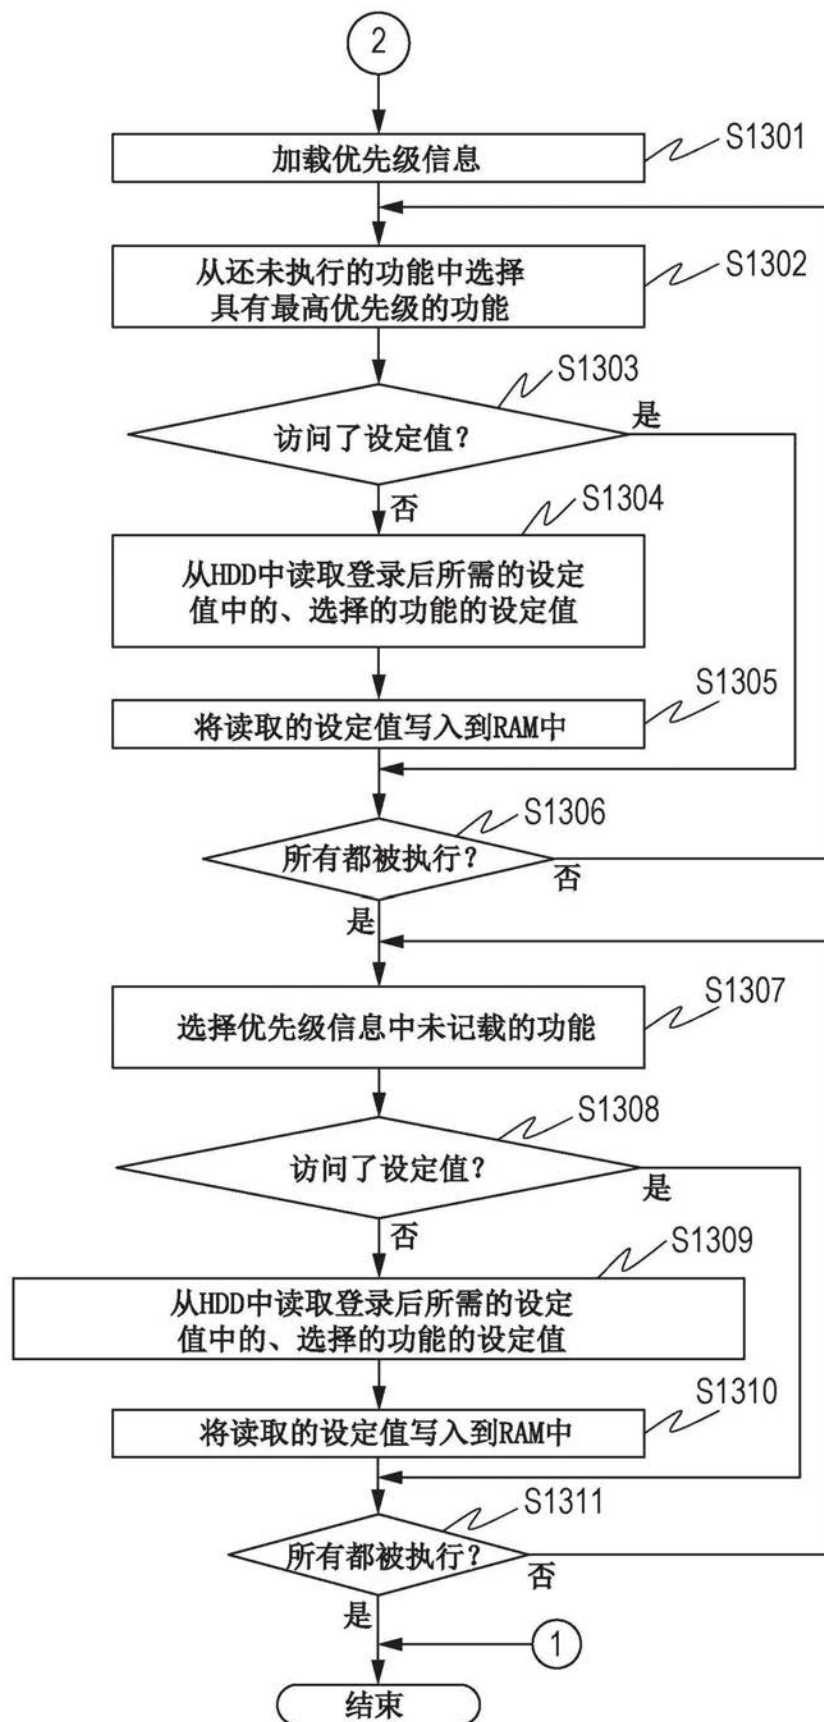 2
加载优先级信息
S1301
从还未执行的功能中选择
具有最高优先级的功能
S1302
访问了设定值?
S1303
是
否
从HDD中读取登录后所需的设定
值中的、选择的功能的设定值
S1304
将读取的设定值写入到RAM中
S1305
所有都被执行?
S1306
否
是
选择优先级信息中未记载的功能
S1307
访问了设定值?
S1308
是
否
从HDD中读取登录后所需的设定
值中的、选择的功能的设定值
S1309
将读取的设定值写入到RAM中
S1310
所有都被执行?
S1311
否
是
1
结束